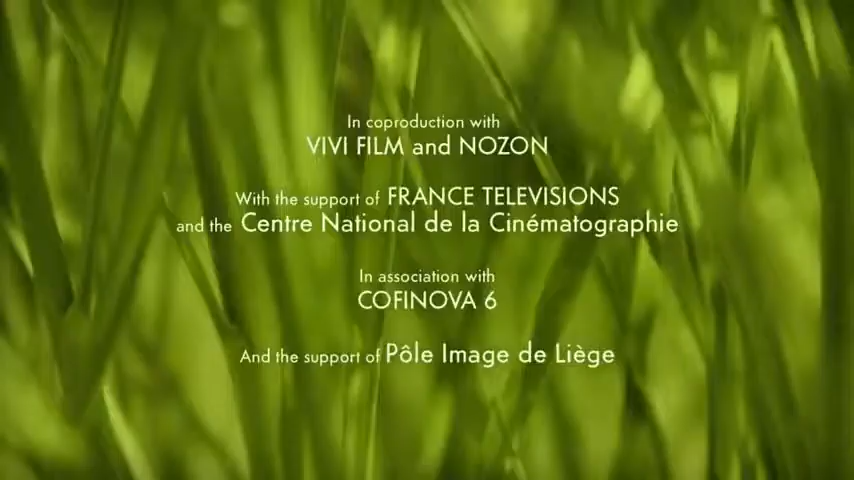 In coproduction with
VIVI FILM and NOZON
With the support of FRANCE TELEVISIONS
and the Centre National de la Cinématographie
In association with
COFINOVA 6
And the support of Pôle Image de Liège